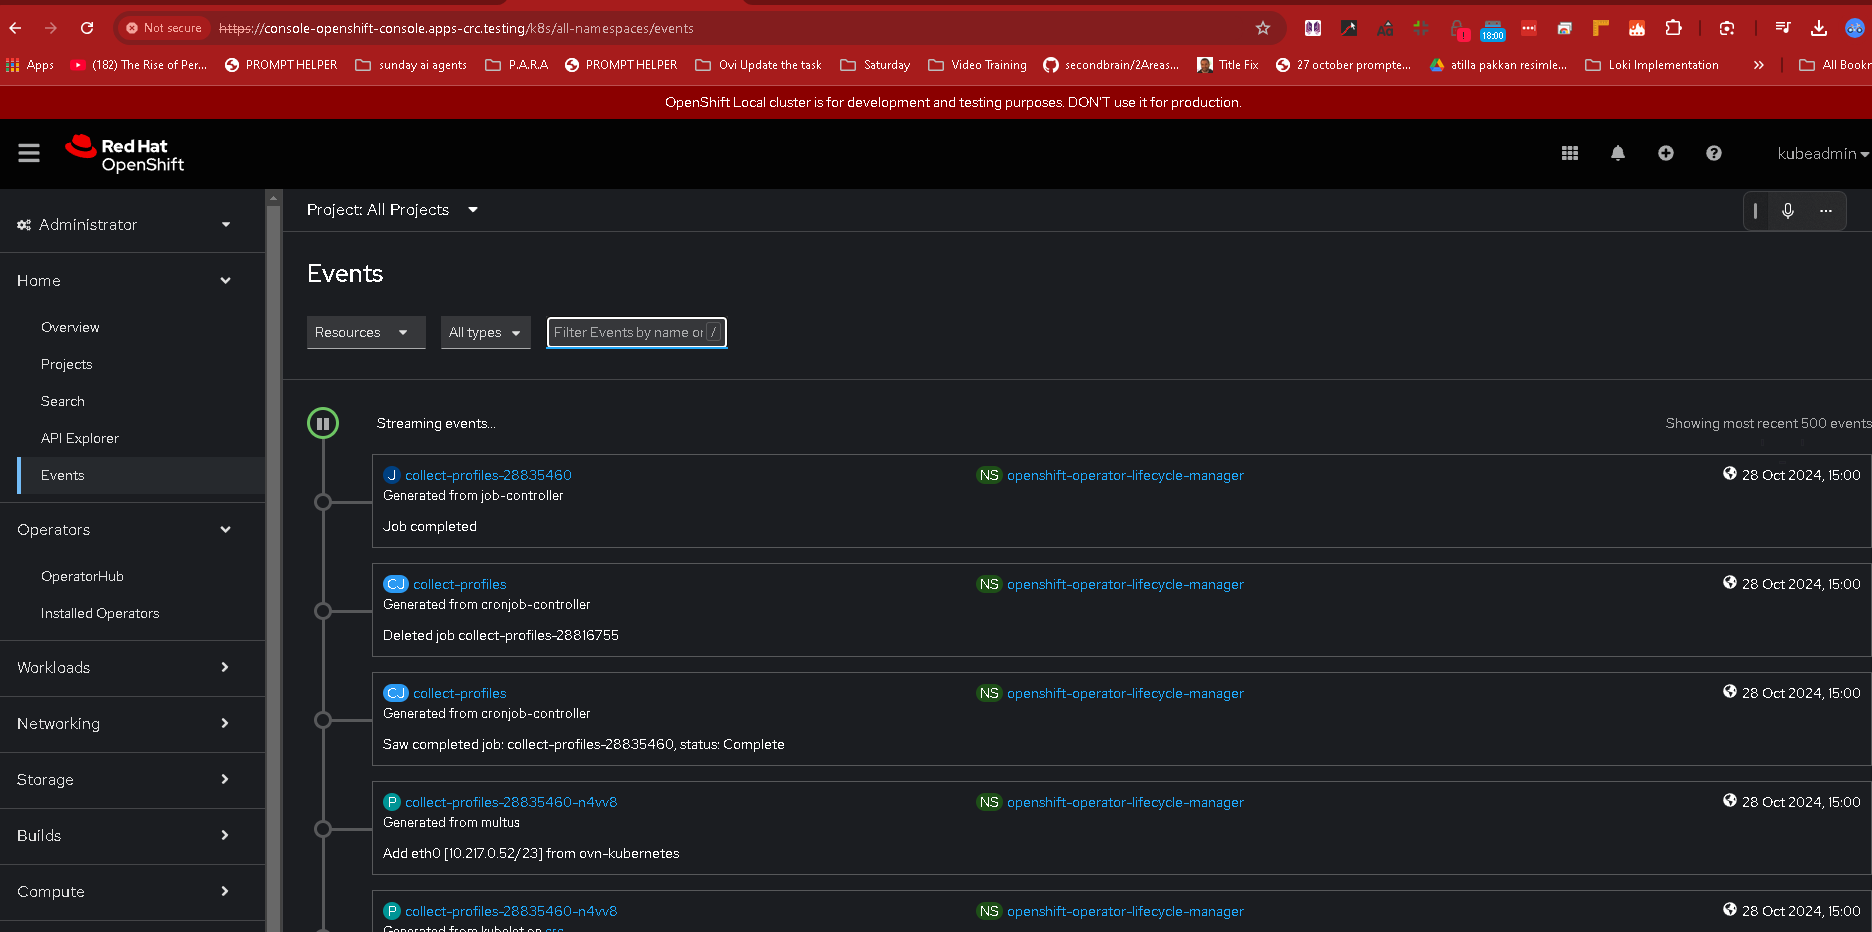 Not secure https://console-openshift-console.apps-crc.testing/k8s/all-namespaces/events 18:00
Apps (182) The Rise of Per... PROMPT HELPER sunday ai agents P.A.R.A PROMPT HELPER Ovi Update the task Saturday Video Training secondbrain/2Areas... Title Fix 27 october prompte... atilla pakkan resimle... Loki Implementation » All Bookr
OpenShift Local cluster is for development and testing purposes. DON'T use it for production.
Red Hat
OpenShift
kubeadmin
Administrator
Home
Overview
Projects
Search
API Explorer
Events
Operators
OperatorHub
Installed Operators
Workloads
Networking
Storage
Builds
Compute
Project: All Projects
Events
Resources All types Filter Events by name or /
Streaming events... Showing most recent 500 events
J collect-profiles-28835460 NS openshift-operator-lifecycle-manager 28 Oct 2024, 15:00
Generated from job-controller
Job completed
CJ collect-profiles NS openshift-operator-lifecycle-manager 28 Oct 2024, 15:00
Generated from cronjob-controller
Deleted job collect-profiles-28816755
CJ collect-profiles NS openshift-operator-lifecycle-manager 28 Oct 2024, 15:00
Generated from cronjob-controller
Saw completed job: collect-profiles-28835460, status: Complete
P collect-profiles-28835460-n4vv8 NS openshift-operator-lifecycle-manager 28 Oct 2024, 15:00
Generated from multus
Add eth0 [10.217.0.52/23] from ovn-kubernetes
P collect-profiles-28835460-n4vv8 NS openshift-operator-lifecycle-manager 28 Oct 2024, 15:00
Generated from kubelet on crc